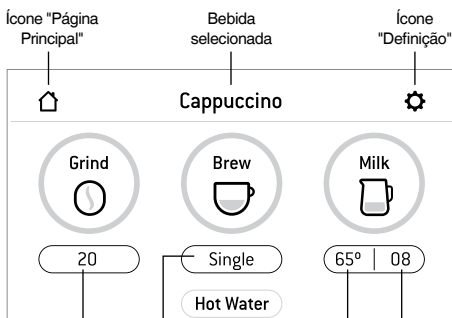 Ícone "Página
Principal"
Bebida
selecionada
Ícone
"Definição"
Cappuccino
Grind
Brew
Milk
20
Single
65º | 08
Hot Water